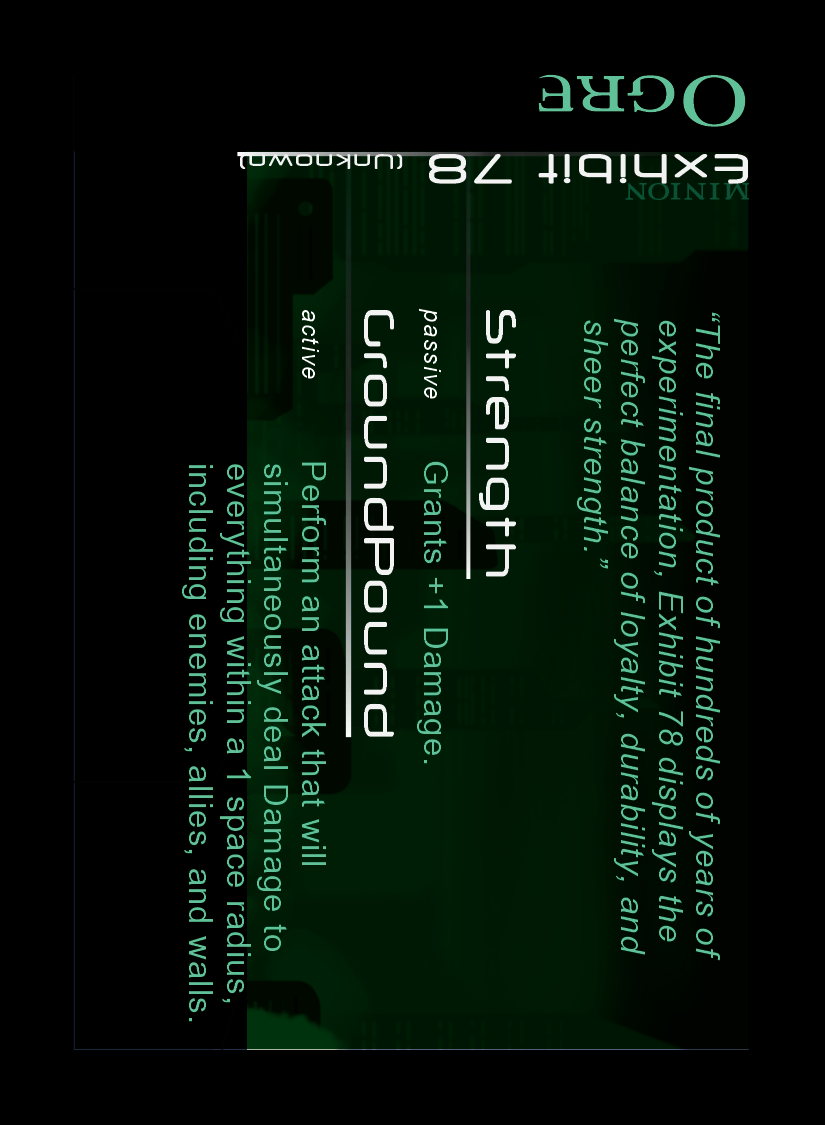 OGRE
Exhibit 78 (Unknown)
MINION
“The final product of hundreds of years of
experimentation, Exhibit 78 displays the
perfect balance of loyalty, durability, and
sheer strength.”
Strength
passive
Grants +1 Damage.
GroundPound
active
Perform an attack that will
simultaneously deal Damage to
everything within a 1 space radius,
including enemies, allies, and walls.